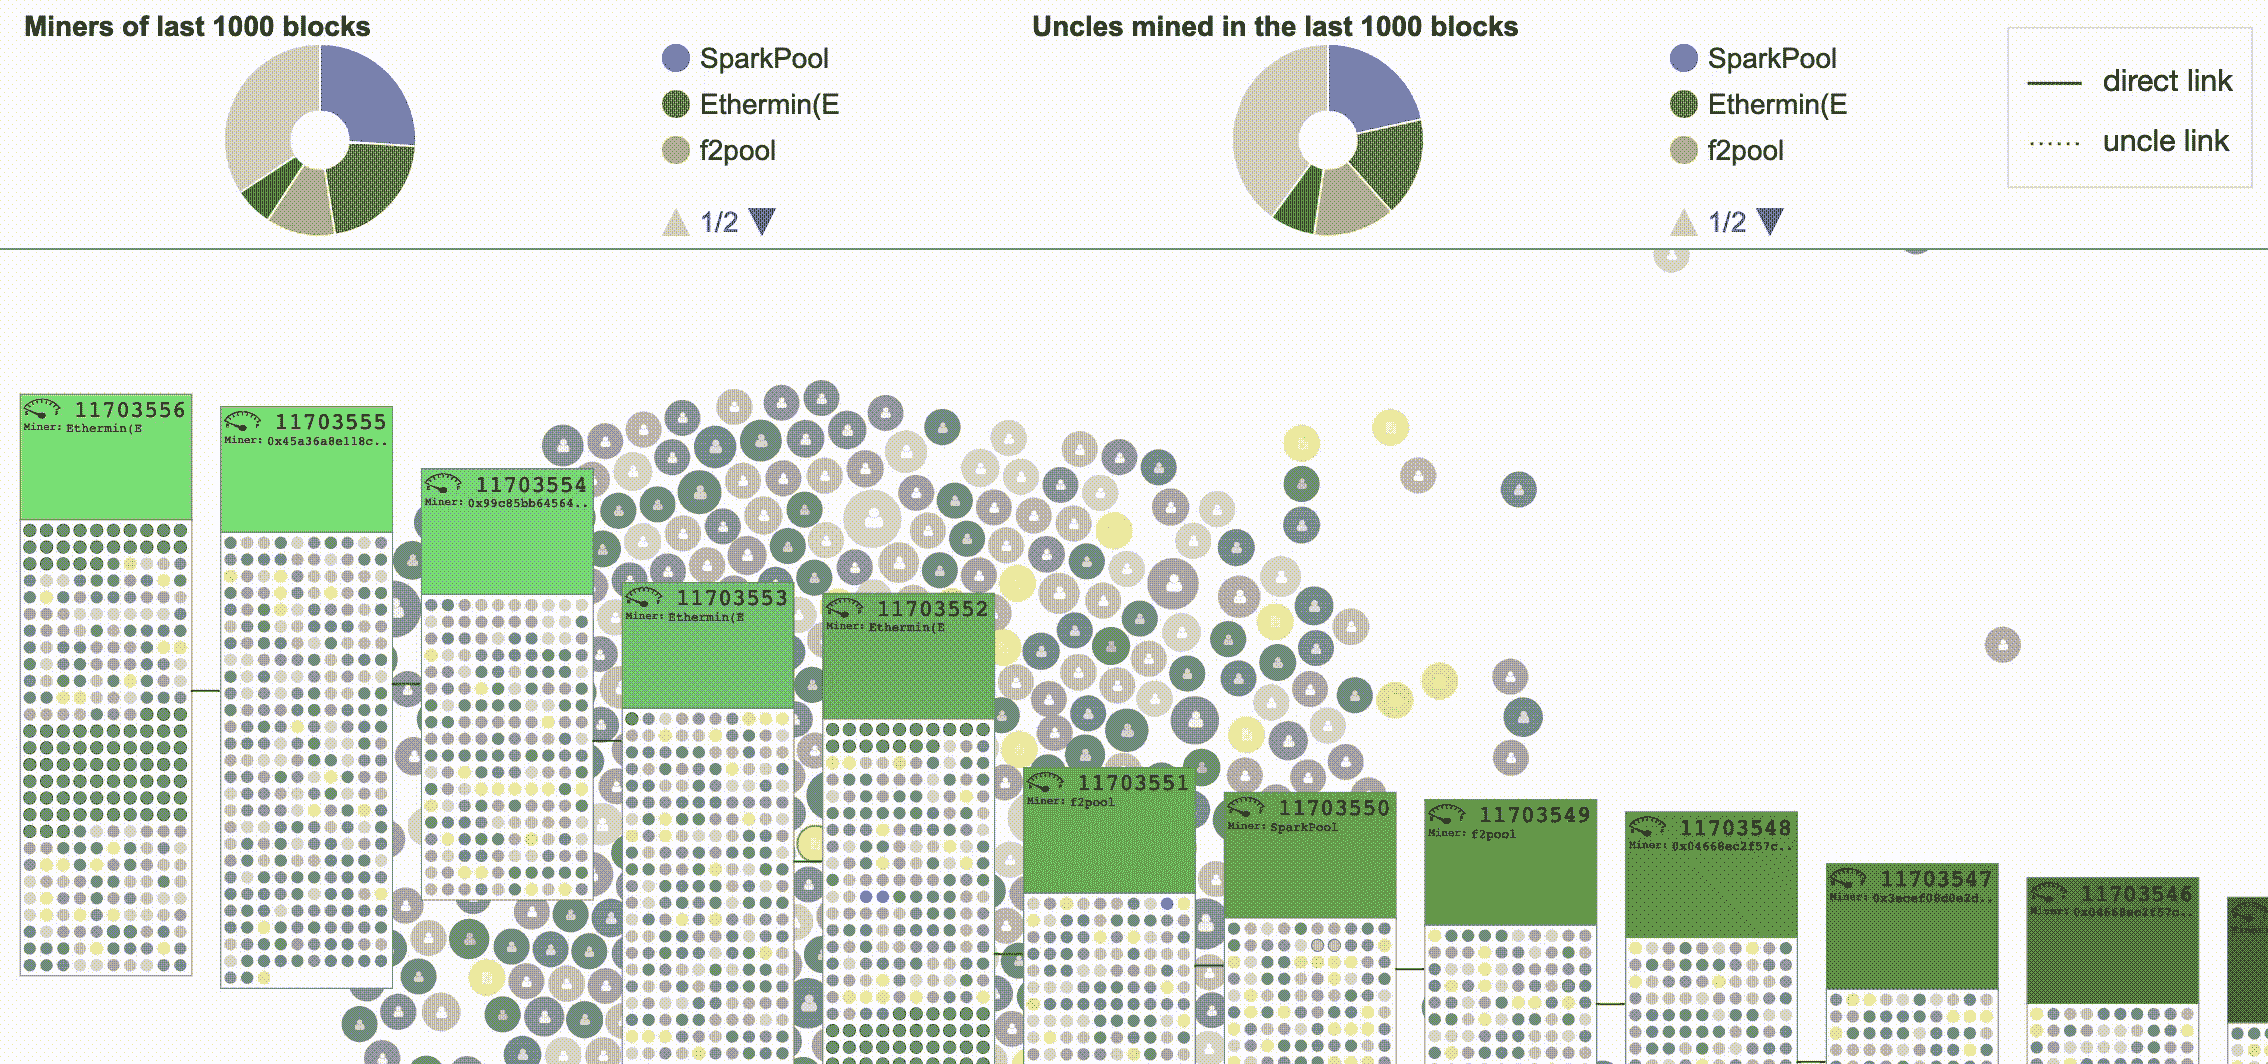 Miners of last 1000 blocks
SparkPool
Ethermin(E
f2pool
1/2
Uncles mined in the last 1000 blocks
SparkPool
Ethermin(E
f2pool
1/2
direct link
uncle link
11703556
Miner: Ethermin(E
11703555
Miner: 0x45a36a8e118c..
11703554
Miner: 0x99c85bb64564..
11703553
Miner: Ethermin(E
11703552
Miner: Ethermin(E
11703551
Miner: f2pool
11703550
Miner: SparkPool
11703549
Miner: f2pool
11703548
Miner: 0x04668ec2f57c..
11703547
Miner:
11703546
Miner: 0x04668ec2f57c..